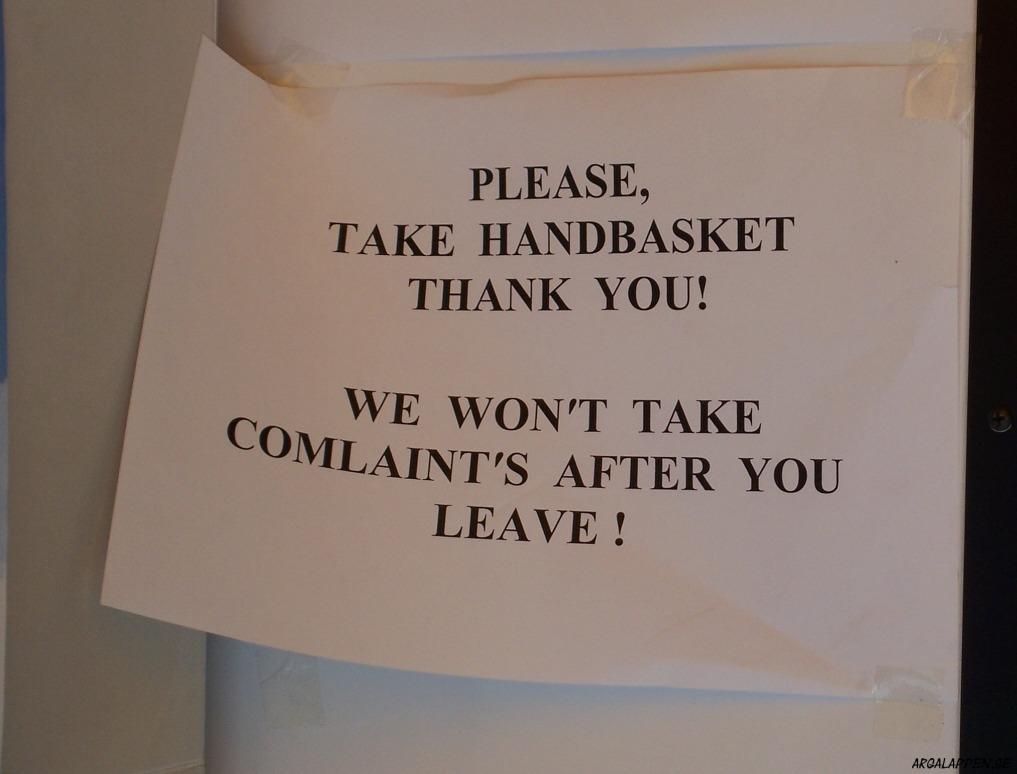 PLEASE,
TAKE HANDBASKET
THANK YOU!
WE WON'T TAKE
COMLAINT'S AFTER YOU
LEAVE !
ARGALAPPEN.SE